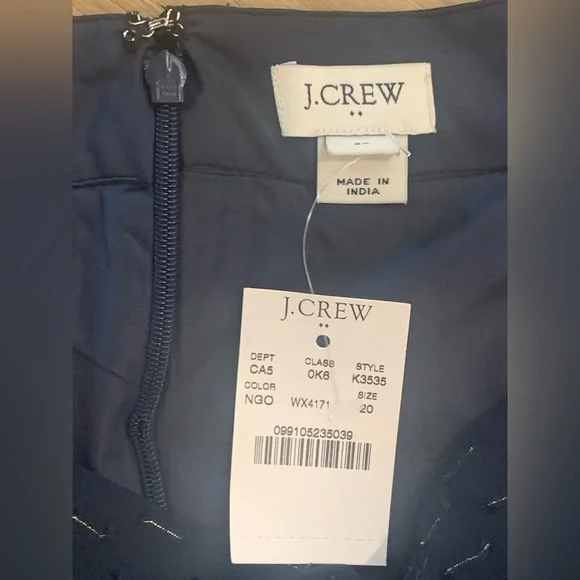 J.CREW
MADE IN
INDIA
J.CREW
DEPT CLASS STYLE
CA5 0K6 K3535
COLOR SIZE
NGO WX4171 20
099105235039